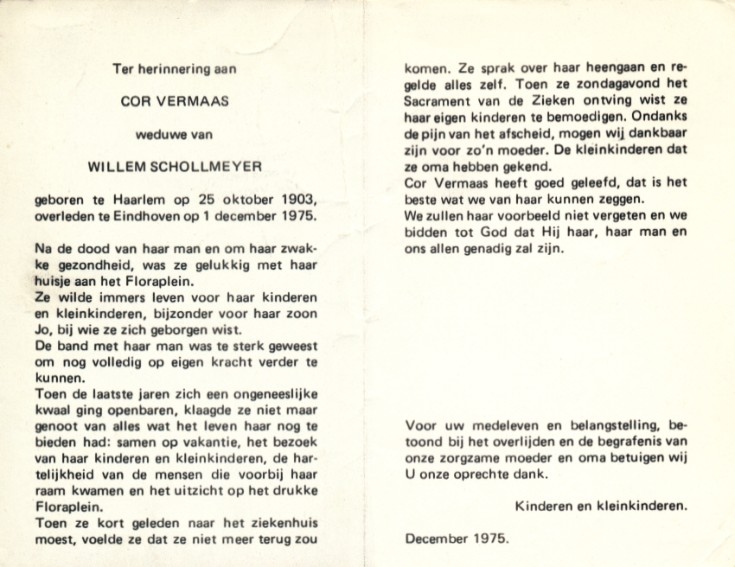 Ter herinnering aan
COR VERMAAS
weduwe van
WILLEM SCHOLLMEYER
geboren te Haarlem op 25 oktober 1903,
overleden te Eindhoven op 1 december 1975.
Na de dood van haar man en om haar zwak-
ke gezondheid, was ze gelukkig met haar
huisje aan het Floraplein.
Ze wilde immers leven voor haar kinderen
en kleinkinderen, bijzonder voor haar zoon
Jo, bij wie ze zich geborgen wist.
De band met haar man was te sterk geweest
om nog volledig op eigen kracht verder te
kunnen.
Toen de laatste jaren zich een ongeneeslijke
kwaal ging openbaren, klaagde ze niet maar
genoot van alles wat het leven haar nog te
bieden had: samen op vakantie, het bezoek
van haar kinderen en kleinkinderen, de har-
telijkheid van de mensen die voorbij haar
raam kwamen en het uitzicht op het drukke
Floraplein.
Toen ze kort geleden naar het ziekenhuis
moest, voelde ze dat ze niet meer terug zou
komen. Ze sprak over haar heengaan en re-
gelde alles zelf. Toen ze zondagavond het
Sacrament van de Zieken ontving wist ze
haar eigen kinderen te bemoedigen. Ondanks
de pijn van het afscheid, mogen wij dankbaar
zijn voor zo'n moeder. De kleinkinderen dat
ze oma hebben gekend.
Cor Vermaas heeft goed geleefd, dat is het
beste wat we van haar kunnen zeggen.
We zullen haar voorbeeld niet vergeten en we
bidden tot God dat Hij haar, haar man en
ons allen genadig zal zijn.
Voor uw medeleven en belangstelling, be-
toond bij het overlijden en de begrafenis van
onze zorgzame moeder en oma betuigen wij
U onze oprechte dank.
Kinderen en kleinkinderen.
December 1975.